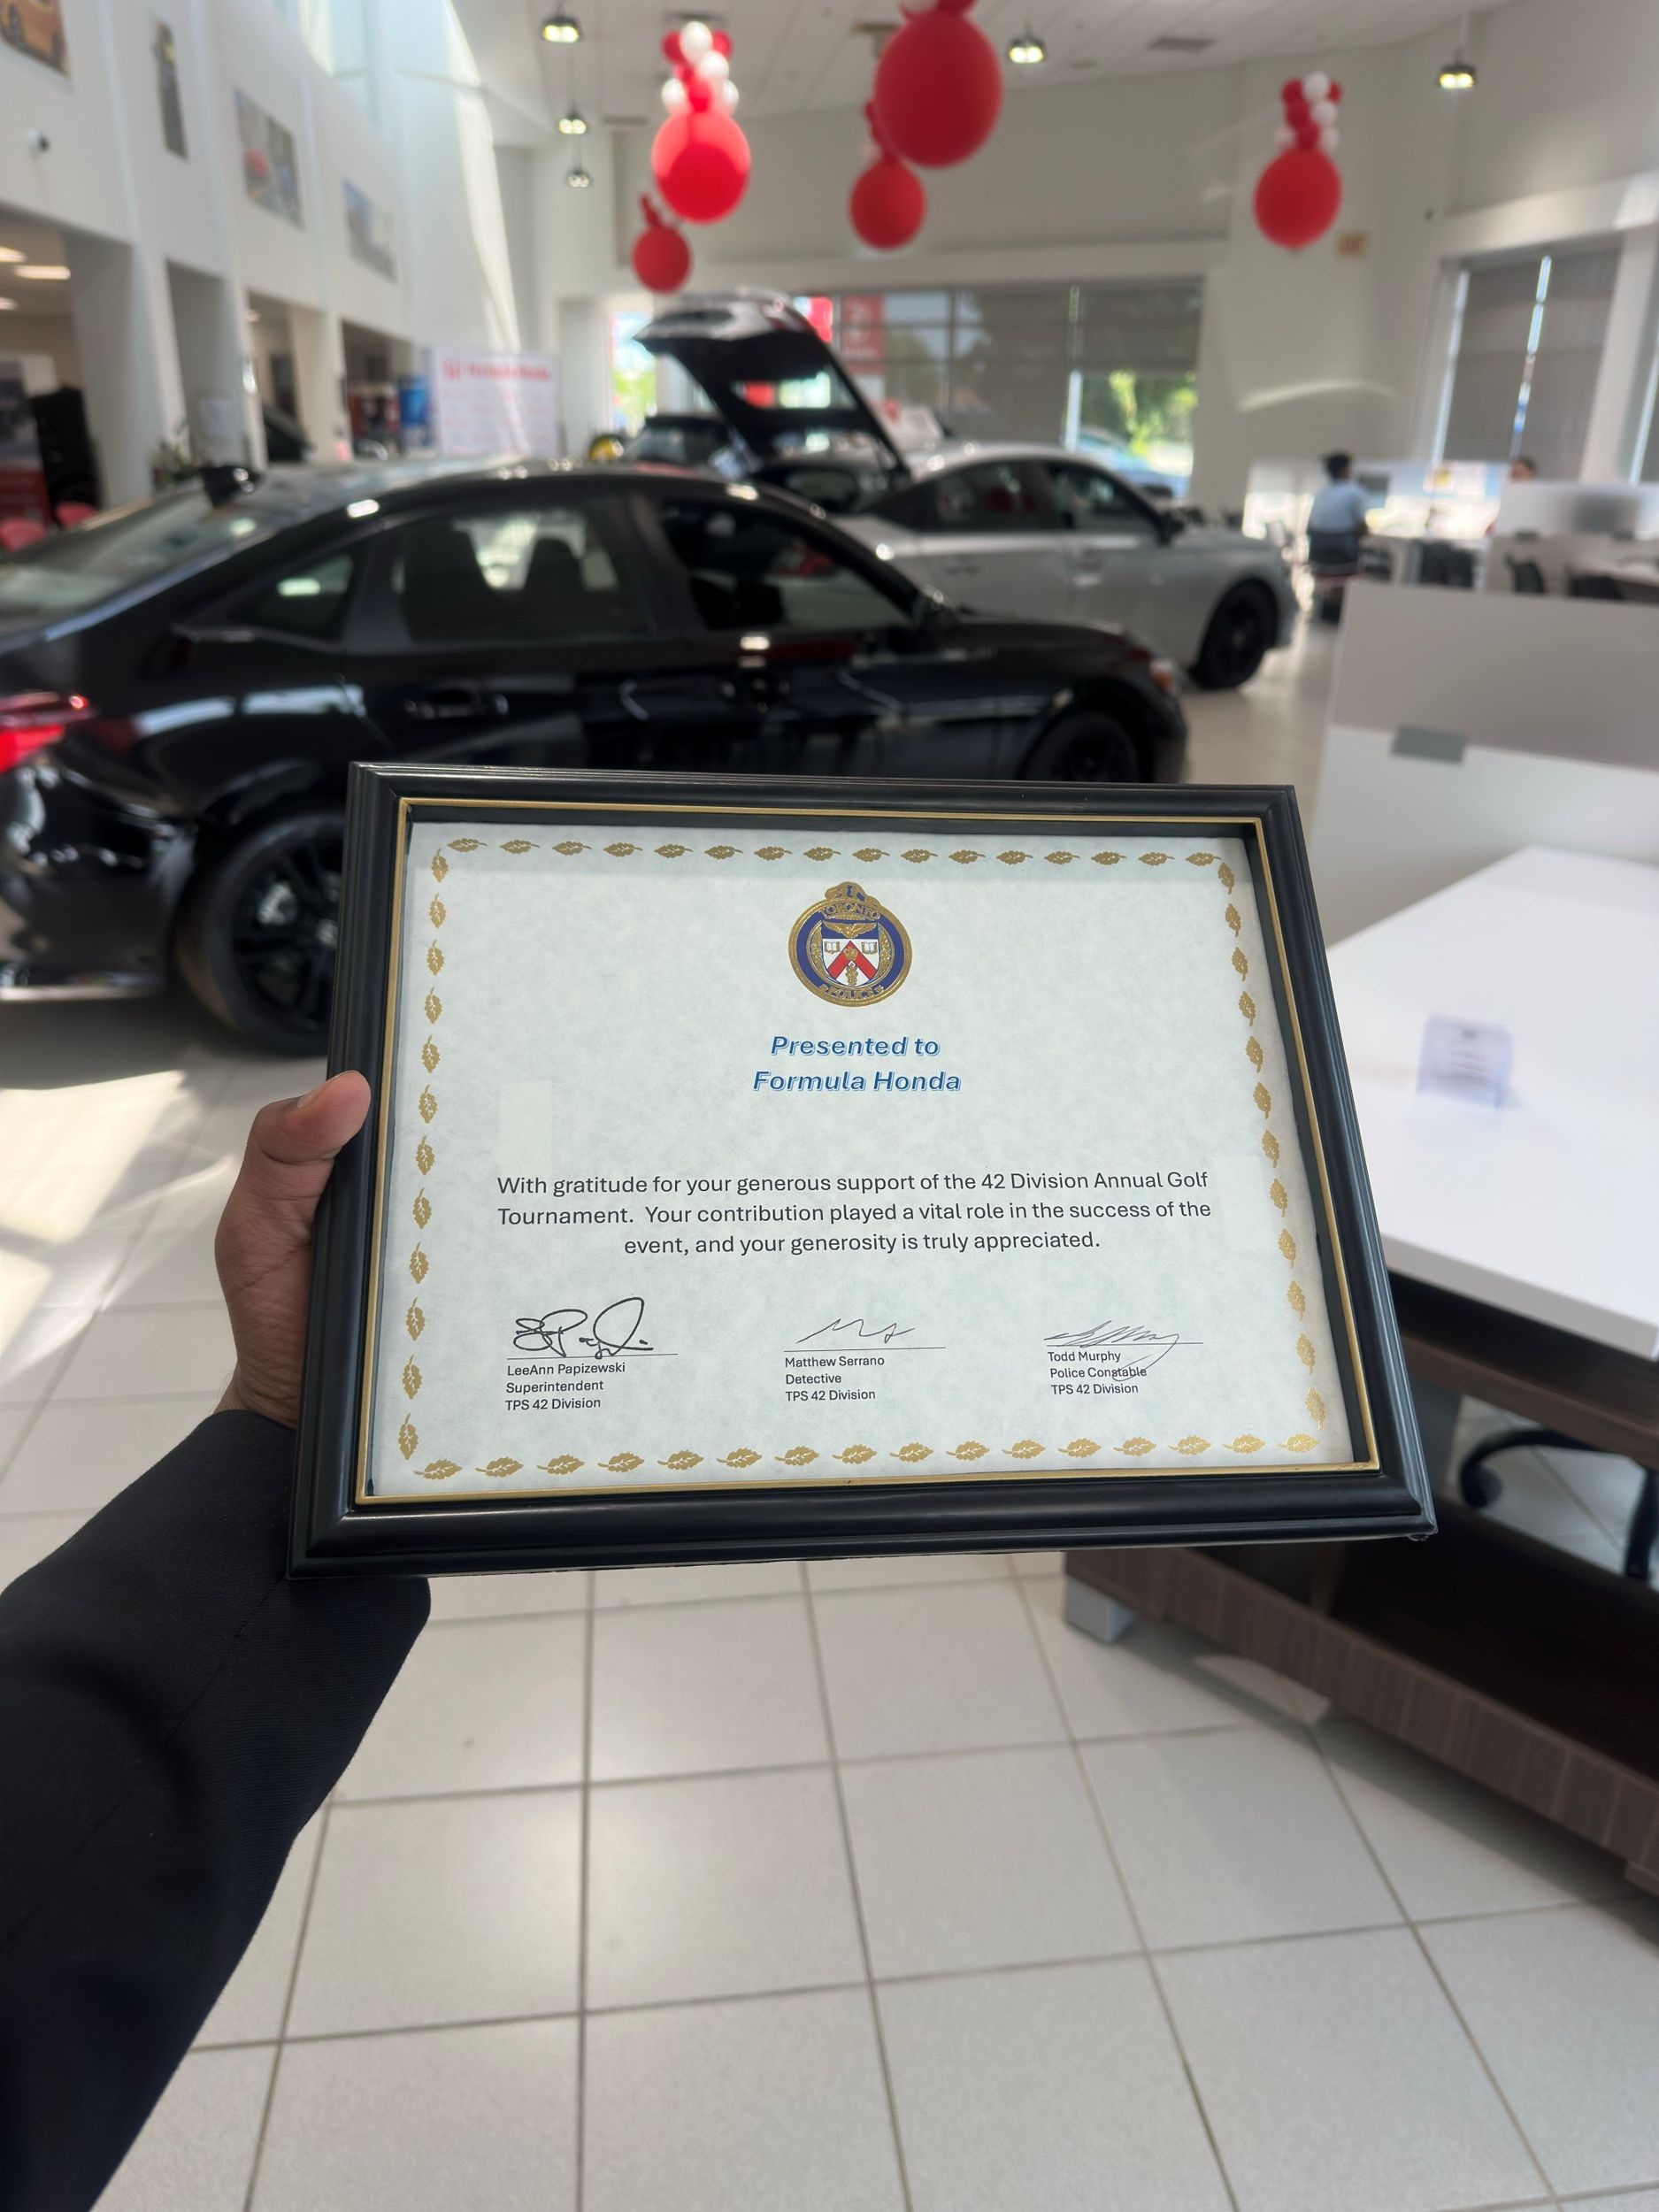 TORONTO
POLICE
Presented to
Formula Honda
With gratitude for your generous support of the 42 Division Annual Golf
Tournament. Your contribution played a vital role in the success of the
event, and your generosity is truly appreciated.
LeeAnn Papizewski
Superintendent
TPS 42 Division
Matthew Serrano
Detective
TPS 42 Division
Todd Murphy
Police Constable
TPS 42 Division